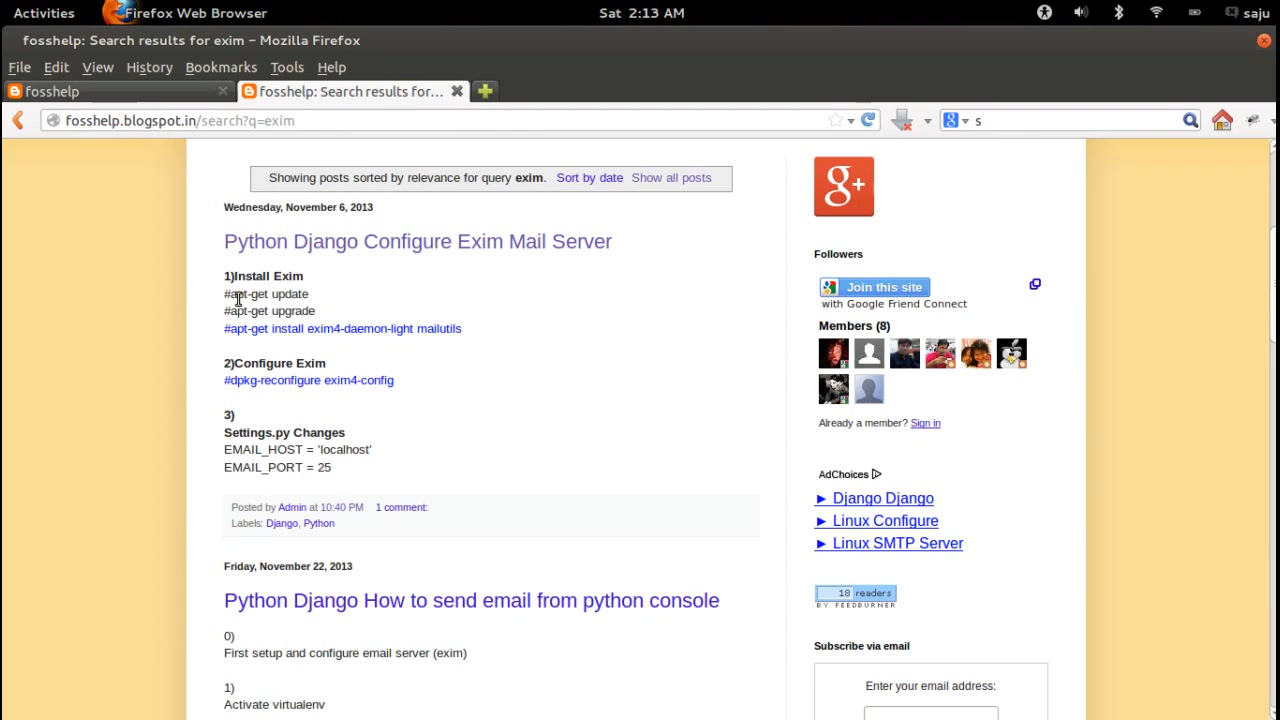 Activities Firefox Web Browser Sat 2:13 AM saju
fosshelp: Search results for exim - Mozilla Firefox
File Edit View History Bookmarks Tools Help
fosshelp fosshelp: Search results for...
fosshelp.blogspot.in/search?q=exim s
Showing posts sorted by relevance for query exim. Sort by date Show all posts
Wednesday, November 6, 2013
Python Django Configure Exim Mail Server
1)Install Exim
#apt-get update
#apt-get upgrade
#apt-get install exim4-daemon-light mailutils
2)Configure Exim
#dpkg-reconfigure exim4-config
3)
Settings.py Changes
EMAIL_HOST = 'localhost'
EMAIL_PORT = 25
Posted by Admin at 10:40 PM 1 comment:
Labels: Django, Python
Friday, November 22, 2013
Python Django How to send email from python console
0)
First setup and configure email server (exim)
1)
Activate virtualenv
g+
Followers
Join this site
with Google Friend Connect
Members (8)
Already a member? Sign in
AdChoices
► Django Django
► Linux Configure
► Linux SMTP Server
18 readers
BY FEEDBURNER
Subscribe via email
Enter your email address: